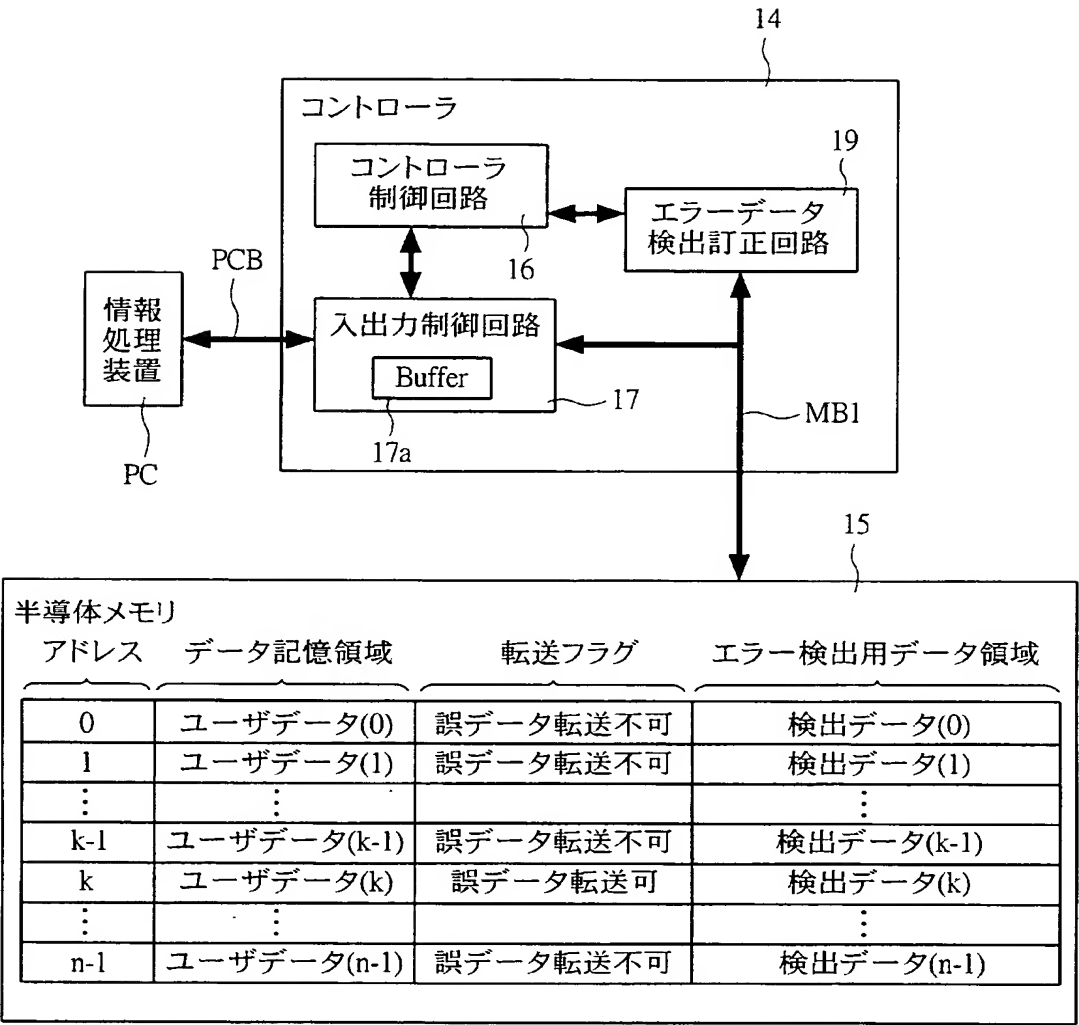 14
コントローラ
コントローラ
制御回路
16
19
エラーデータ
検出訂正回路
PCB
情報
処理
装置
PC
入出力制御回路
Buffer
17a
17
MB1
15
半導体メモリ
アドレス データ記憶領域 転送フラグ エラー検出用データ領域
0 ユーザデータ(0) 誤データ転送不可 検出データ(0)
1 ユーザデータ(1) 誤データ転送不可 検出データ(1)
⋮ ⋮ ⋮
k-1 ユーザデータ(k-1) 誤データ転送不可 検出データ(k-1)
k ユーザデータ(k) 誤データ転送可 検出データ(k)
⋮ ⋮ ⋮
n-1 ユーザデータ(n-1) 誤データ転送不可 検出データ(n-1)